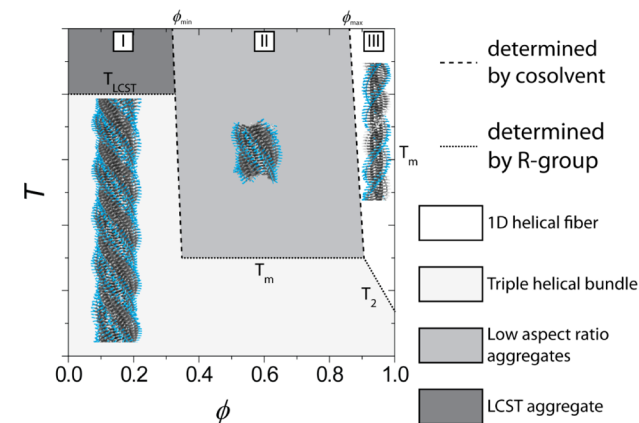 ϕmin
ϕmax
I
II
III
TLCST
Tm
Tm
T2
T
0.0 0.2 0.4 0.6 0.8 1.0
ϕ
determined
by cosolvent
determined
by R-group
1D helical fiber
Triple helical bundle
Low aspect ratio
aggregates
LCST aggregate